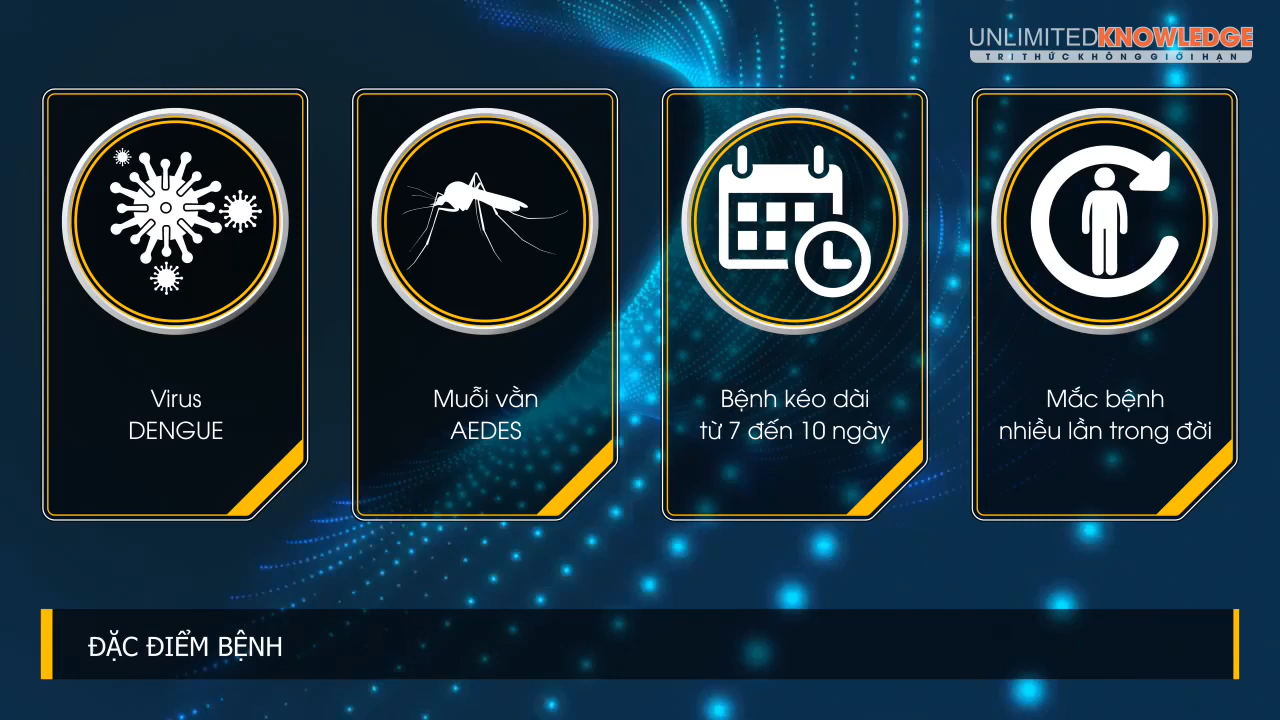 UNLIMITEDKNOWLEDGE
TRI THỨC KHÔNG GIỚI HẠN
Virus
DENGUE
Muỗi vằn
AEDES
Bệnh kéo dài
từ 7 đến 10 ngày
Mắc bệnh
nhiều lần trong đời
ĐẶC ĐIỂM BỆNH